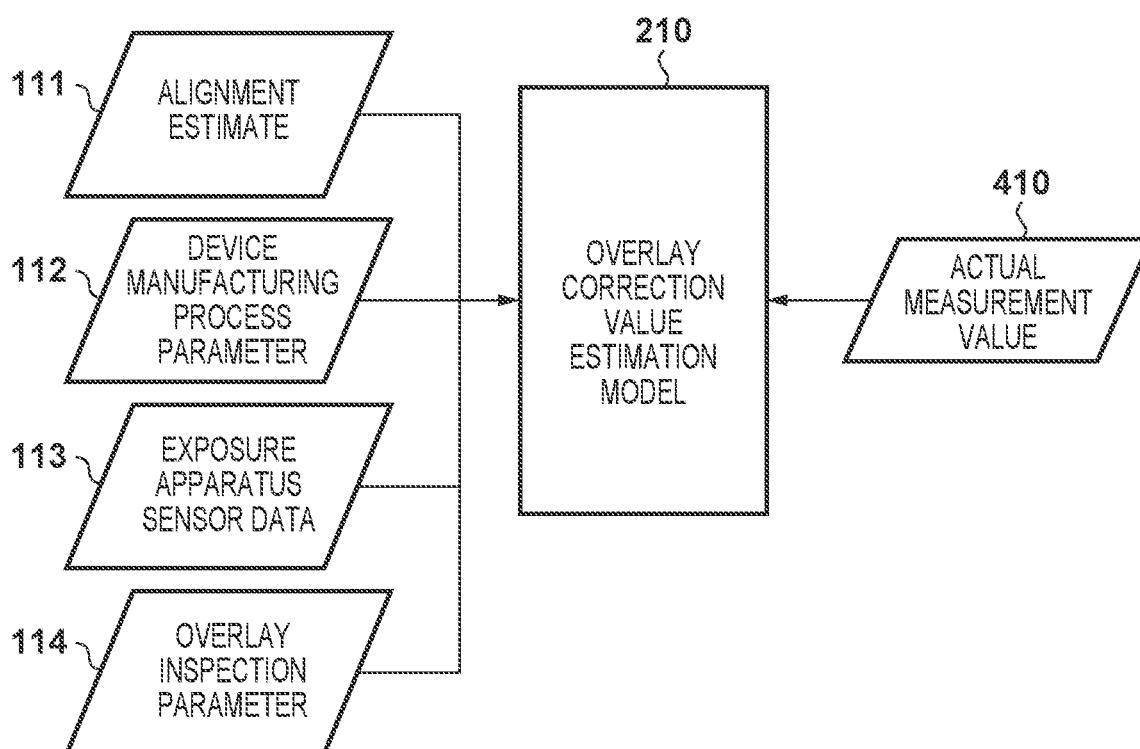 111
ALIGNMENT
ESTIMATE
112
DEVICE
MANUFACTURING
PROCESS
PARAMETER
113
EXPOSURE
APPARATUS
SENSOR DATA
114
OVERLAY
INSPECTION
PARAMETER
210
OVERLAY
CORRECTION
VALUE
ESTIMATION
MODEL
410
ACTUAL
MEASUREMENT
VALUE